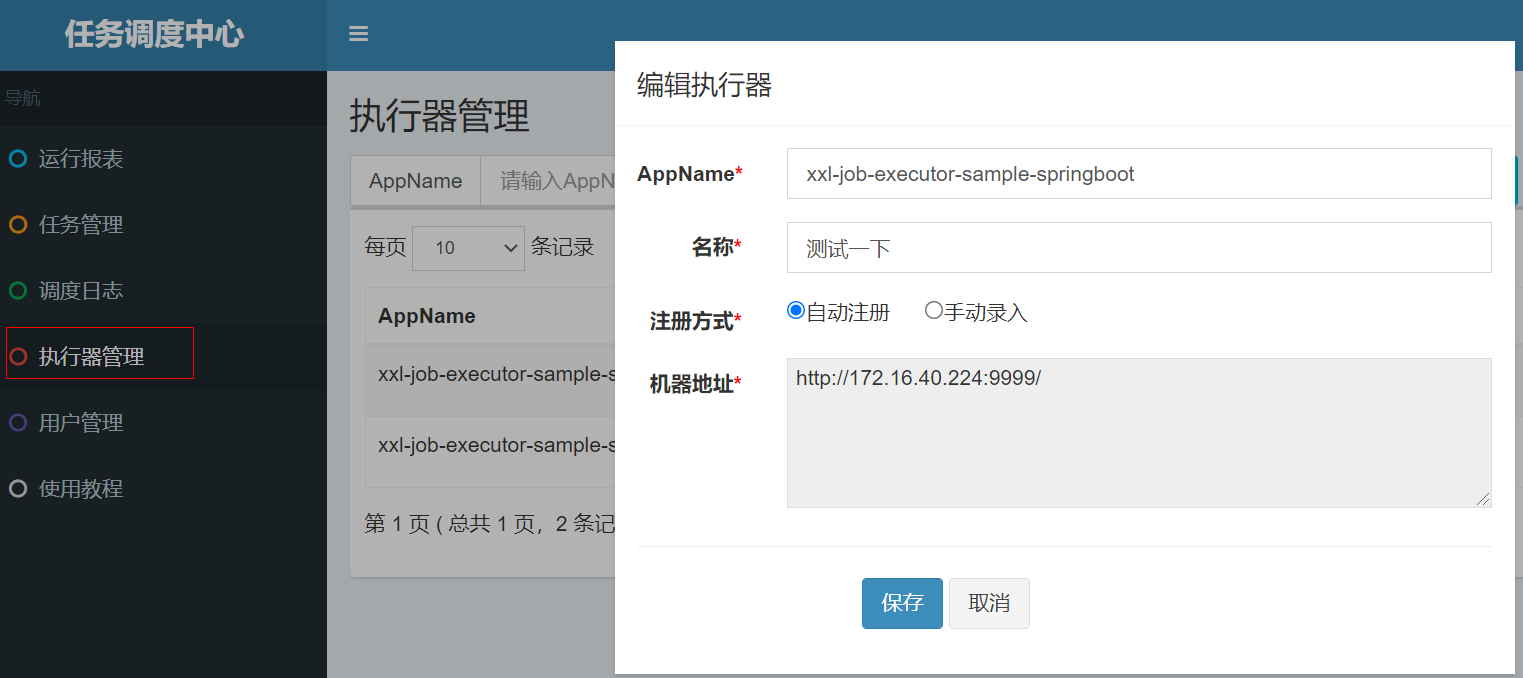 任务调度中心
导航
运行报表
任务管理
调度日志
执行器管理
用户管理
使用教程
执行器管理
AppName 请输入AppN
每页 10 条记录
AppName
xxl-job-executor-sample-s
xxl-job-executor-sample-s
第 1 页 ( 总共 1 页，2 条记
编辑执行器
AppName* xxl-job-executor-sample-springboot
名称* 测试一下
注册方式* 自动注册 手动录入
机器地址* http://172.16.40.224:9999/
保存 取消